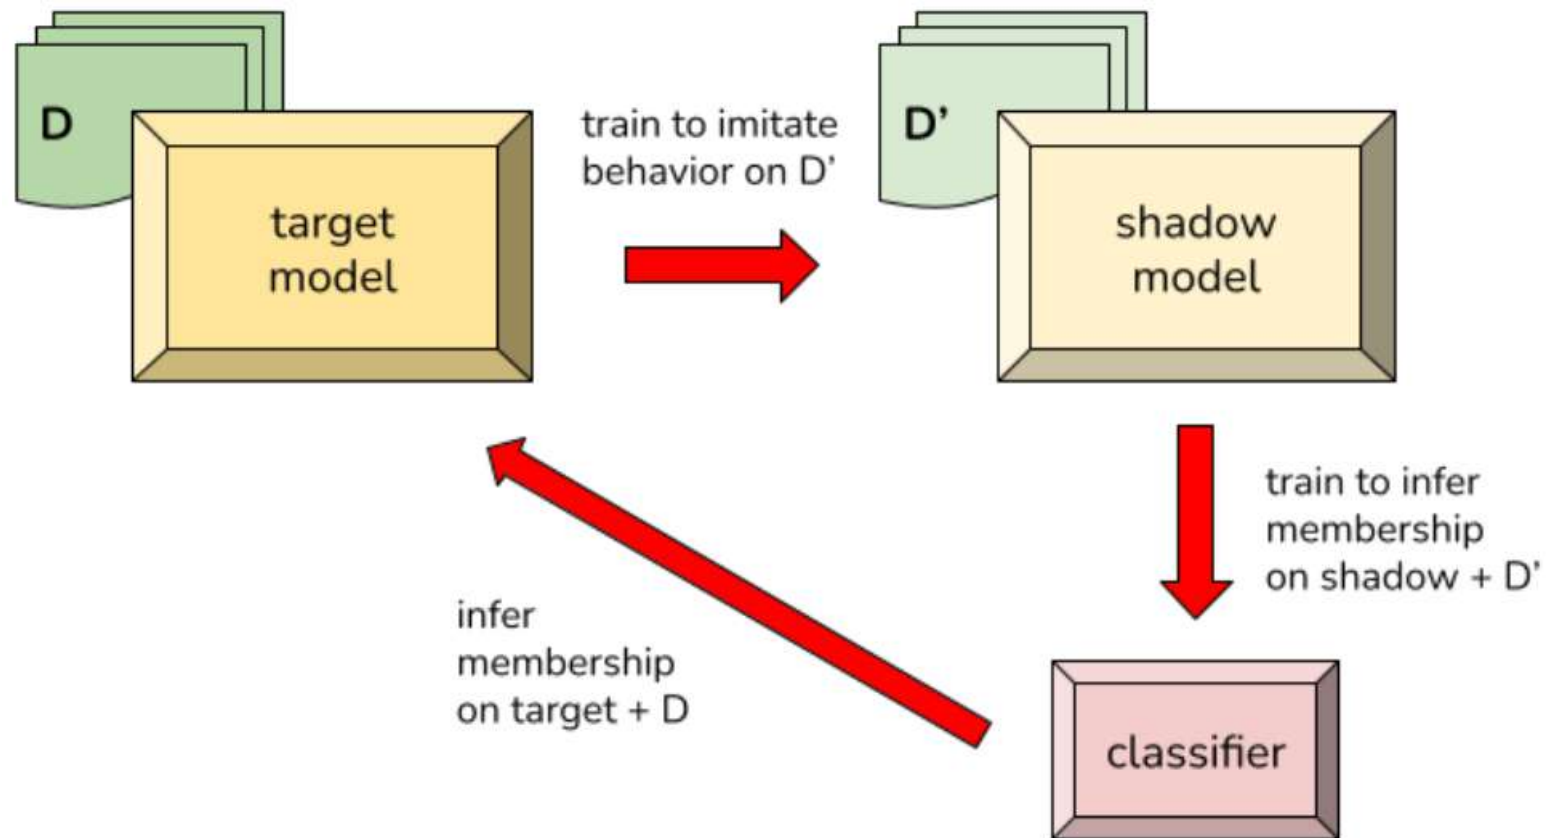 D
target
model
train to imitate
behavior on D’
D’
shadow
model
train to infer
membership
on shadow + D’
infer
membership
on target + D
classifier